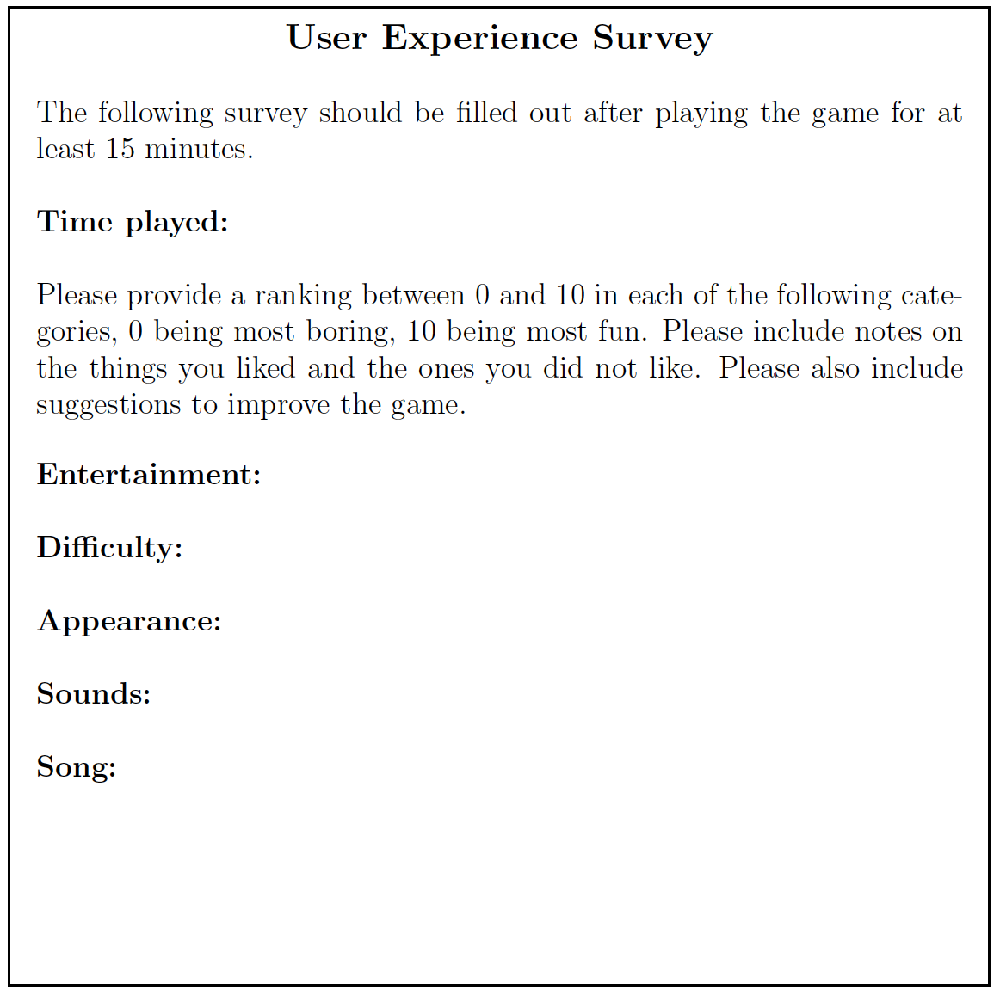 User Experience Survey
The following survey should be filled out after playing the game for at
least 15 minutes.
Time played:
Please provide a ranking between 0 and 10 in each of the following cate-
gories, 0 being most boring, 10 being most fun. Please include notes on
the things you liked and the ones you did not like. Please also include
suggestions to improve the game.
Entertainment:
Difficulty:
Appearance:
Sounds:
Song: